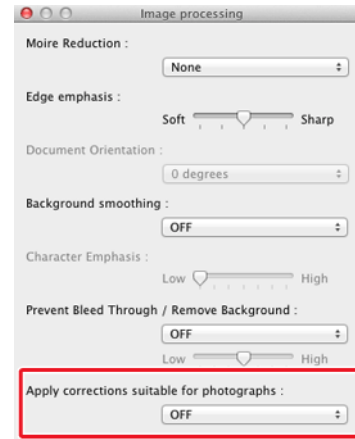 Image processing
Moire Reduction :
None
Edge emphasis :
Soft Sharp
Document Orientation :
0 degrees
Background smoothing :
OFF
Character Emphasis :
Low High
Prevent Bleed Through / Remove Background :
OFF
Low High
Apply corrections suitable for photographs :
OFF